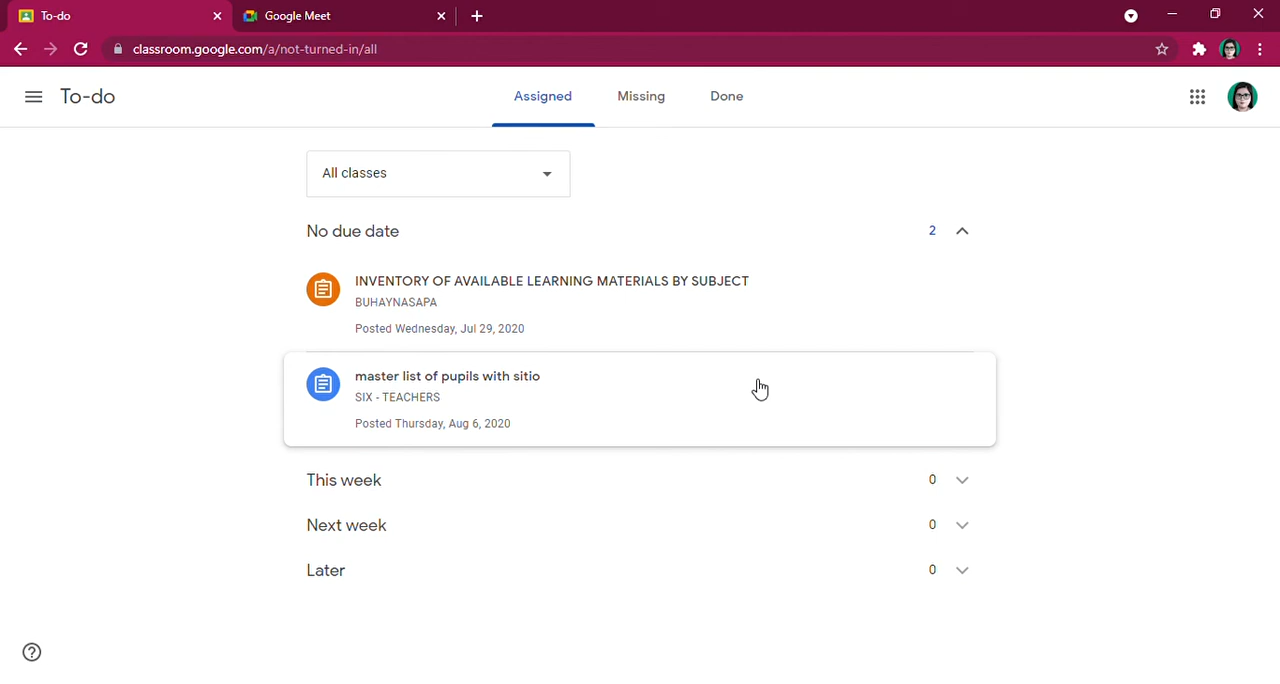 To-do
Google Meet
classroom.google.com/a/not-turned-in/all
To-do
Assigned
Missing
Done
All classes
No due date
2
INVENTORY OF AVAILABLE LEARNING MATERIALS BY SUBJECT
BUHAYNASAPA
Posted Wednesday, Jul 29, 2020
master list of pupils with sitio
SIX - TEACHERS
Posted Thursday, Aug 6, 2020
This week
0
Next week
0
Later
0